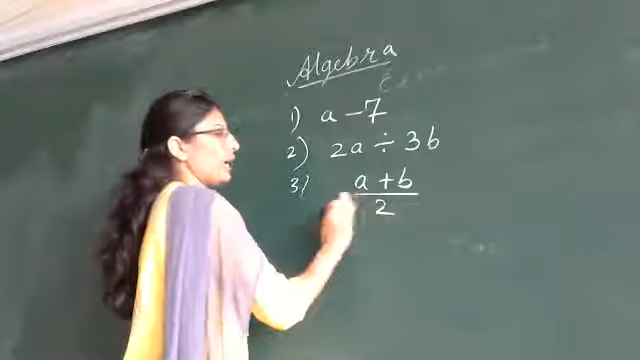 Algebra
1) a - 7
2) 2a ÷ 3b
3) a + b
2